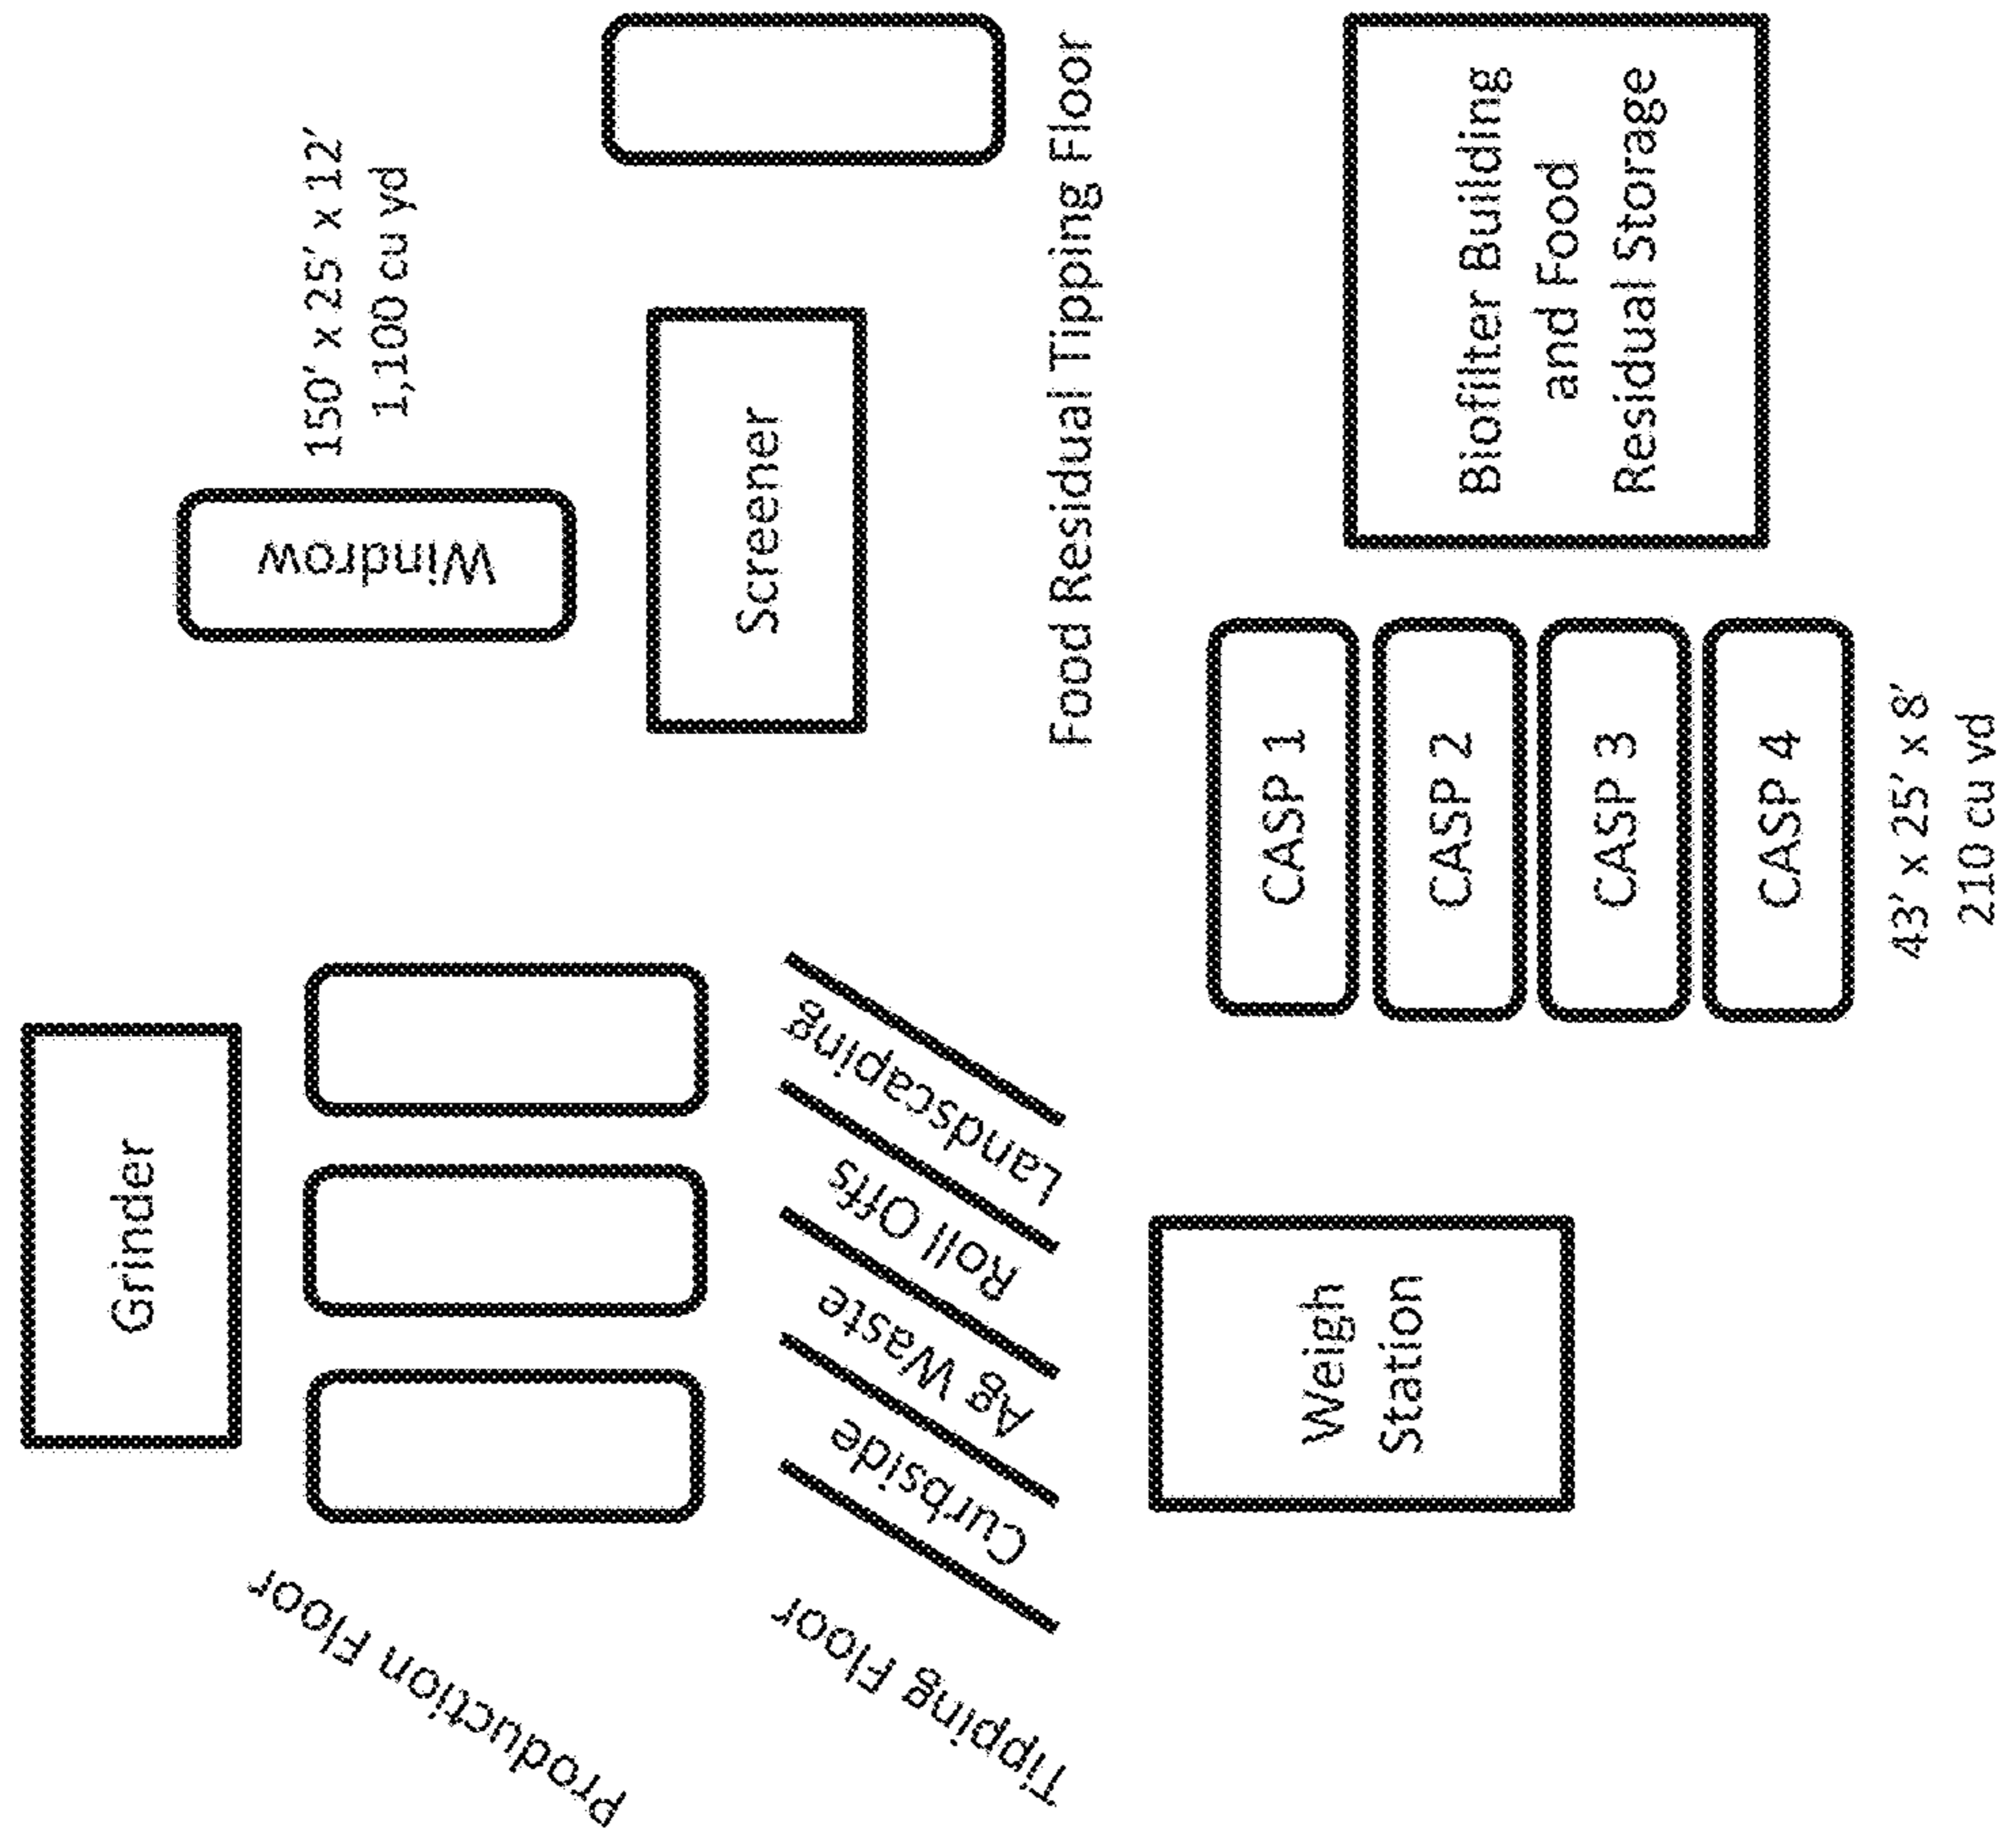 Grinder
Production Floor
150' x 25' x 12'
1,100 cu yd
Windrow
Screener
Curbside
Ag Waste
Roll Offs
Landscaping
Tipping Floor
Food Residual Tipping Floor
Weigh
Station
CASP 1
CASP 2
CASP 3
CASP 4
43' x 25' x 8'
210 cu yd
Biofilter Building
and Food
Residual Storage